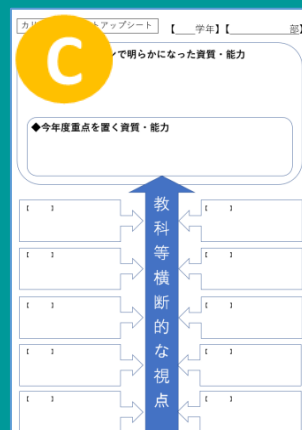 C
カリ
トアップシート
【　学年】【　部】
ンで明らかになった資質・能力
◆今年度重点を置く資質・能力
教科等横断的な視点
【　】
【　】
【　】
【　】
【　】
【　】
【　】
【　】
【　】
【　】